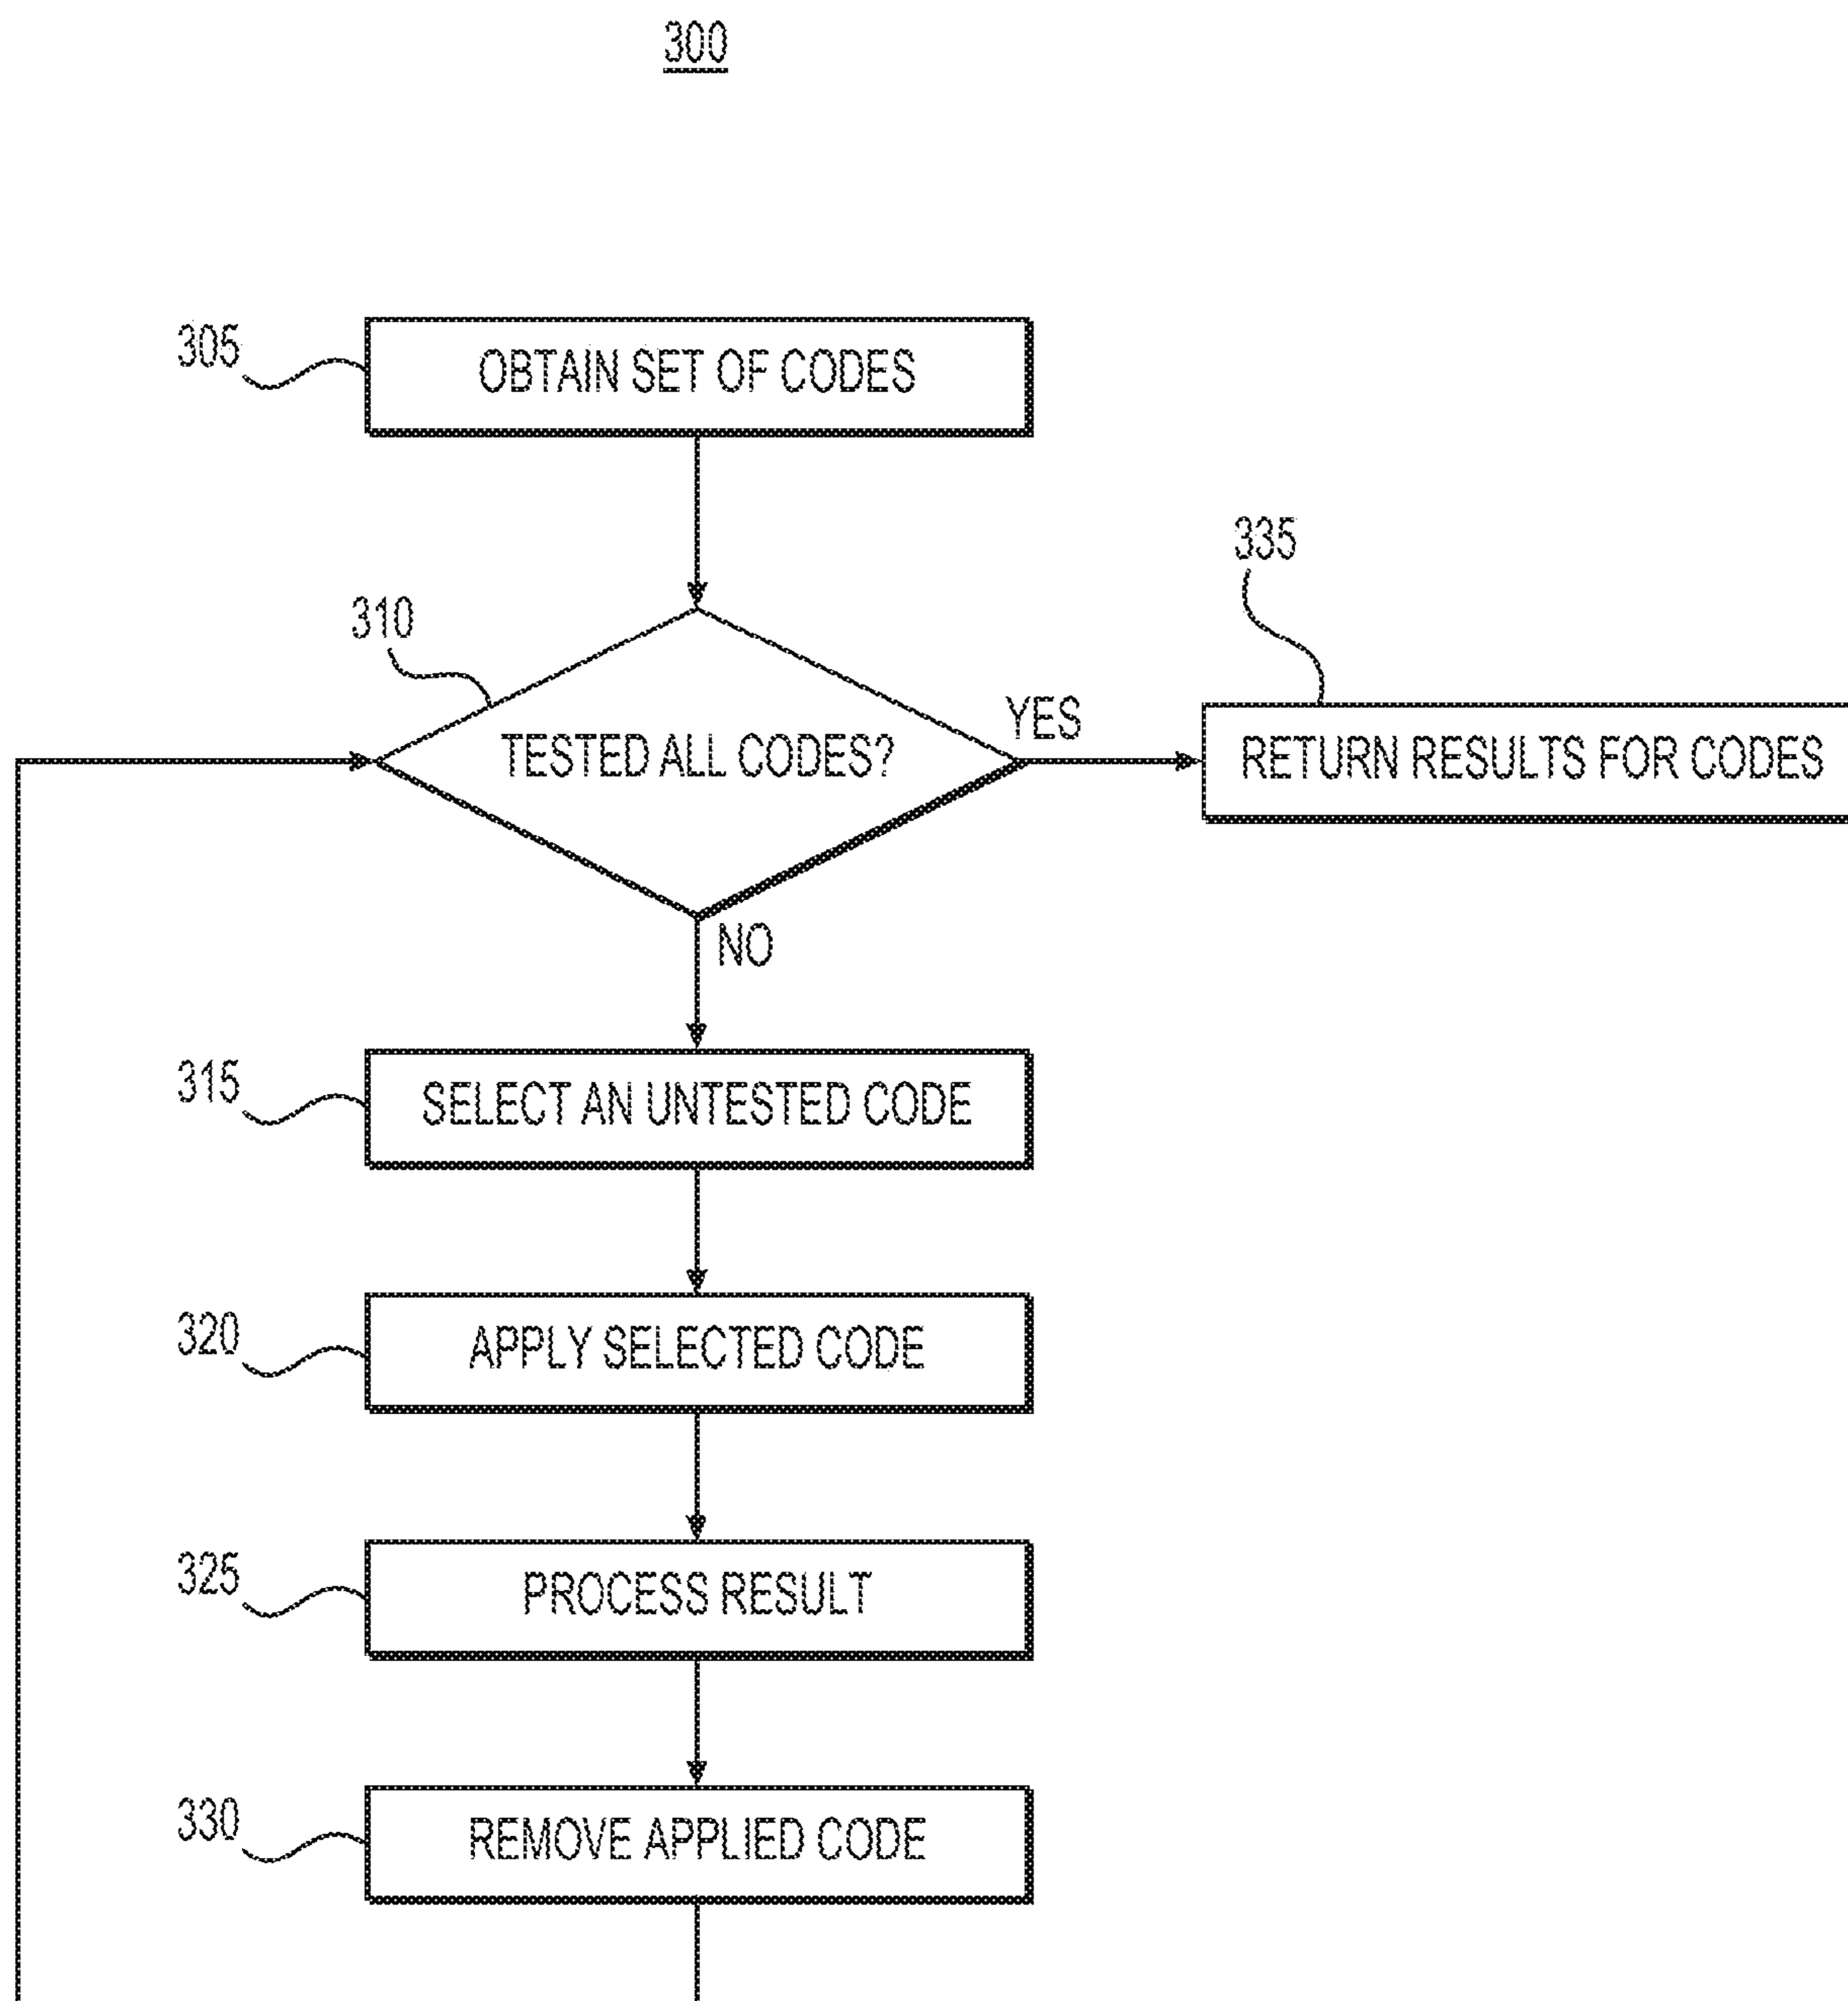 300
305
OBTAIN SET OF CODES
335
310
YES
TESTED ALL CODES?
RETURN RESULTS FOR CODES
NO
315
SELECT AN UNTESTED CODE
320
APPLY SELECTED CODE
325
PROCESS RESULT
330
REMOVE APPLIED CODE